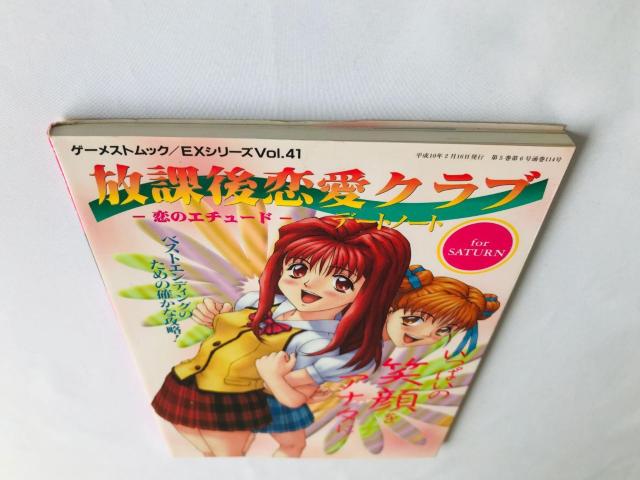 ゲーメストムック/EXシリーズVol.41
平成10年2月16日発行 第5巻第6号通巻114号
放課後恋愛クラブ
－恋のエチュード－
デートノート
for
SATURN
ベストエンディングの
ための確かな攻略!
いっぱいの
笑顔を
アナタに